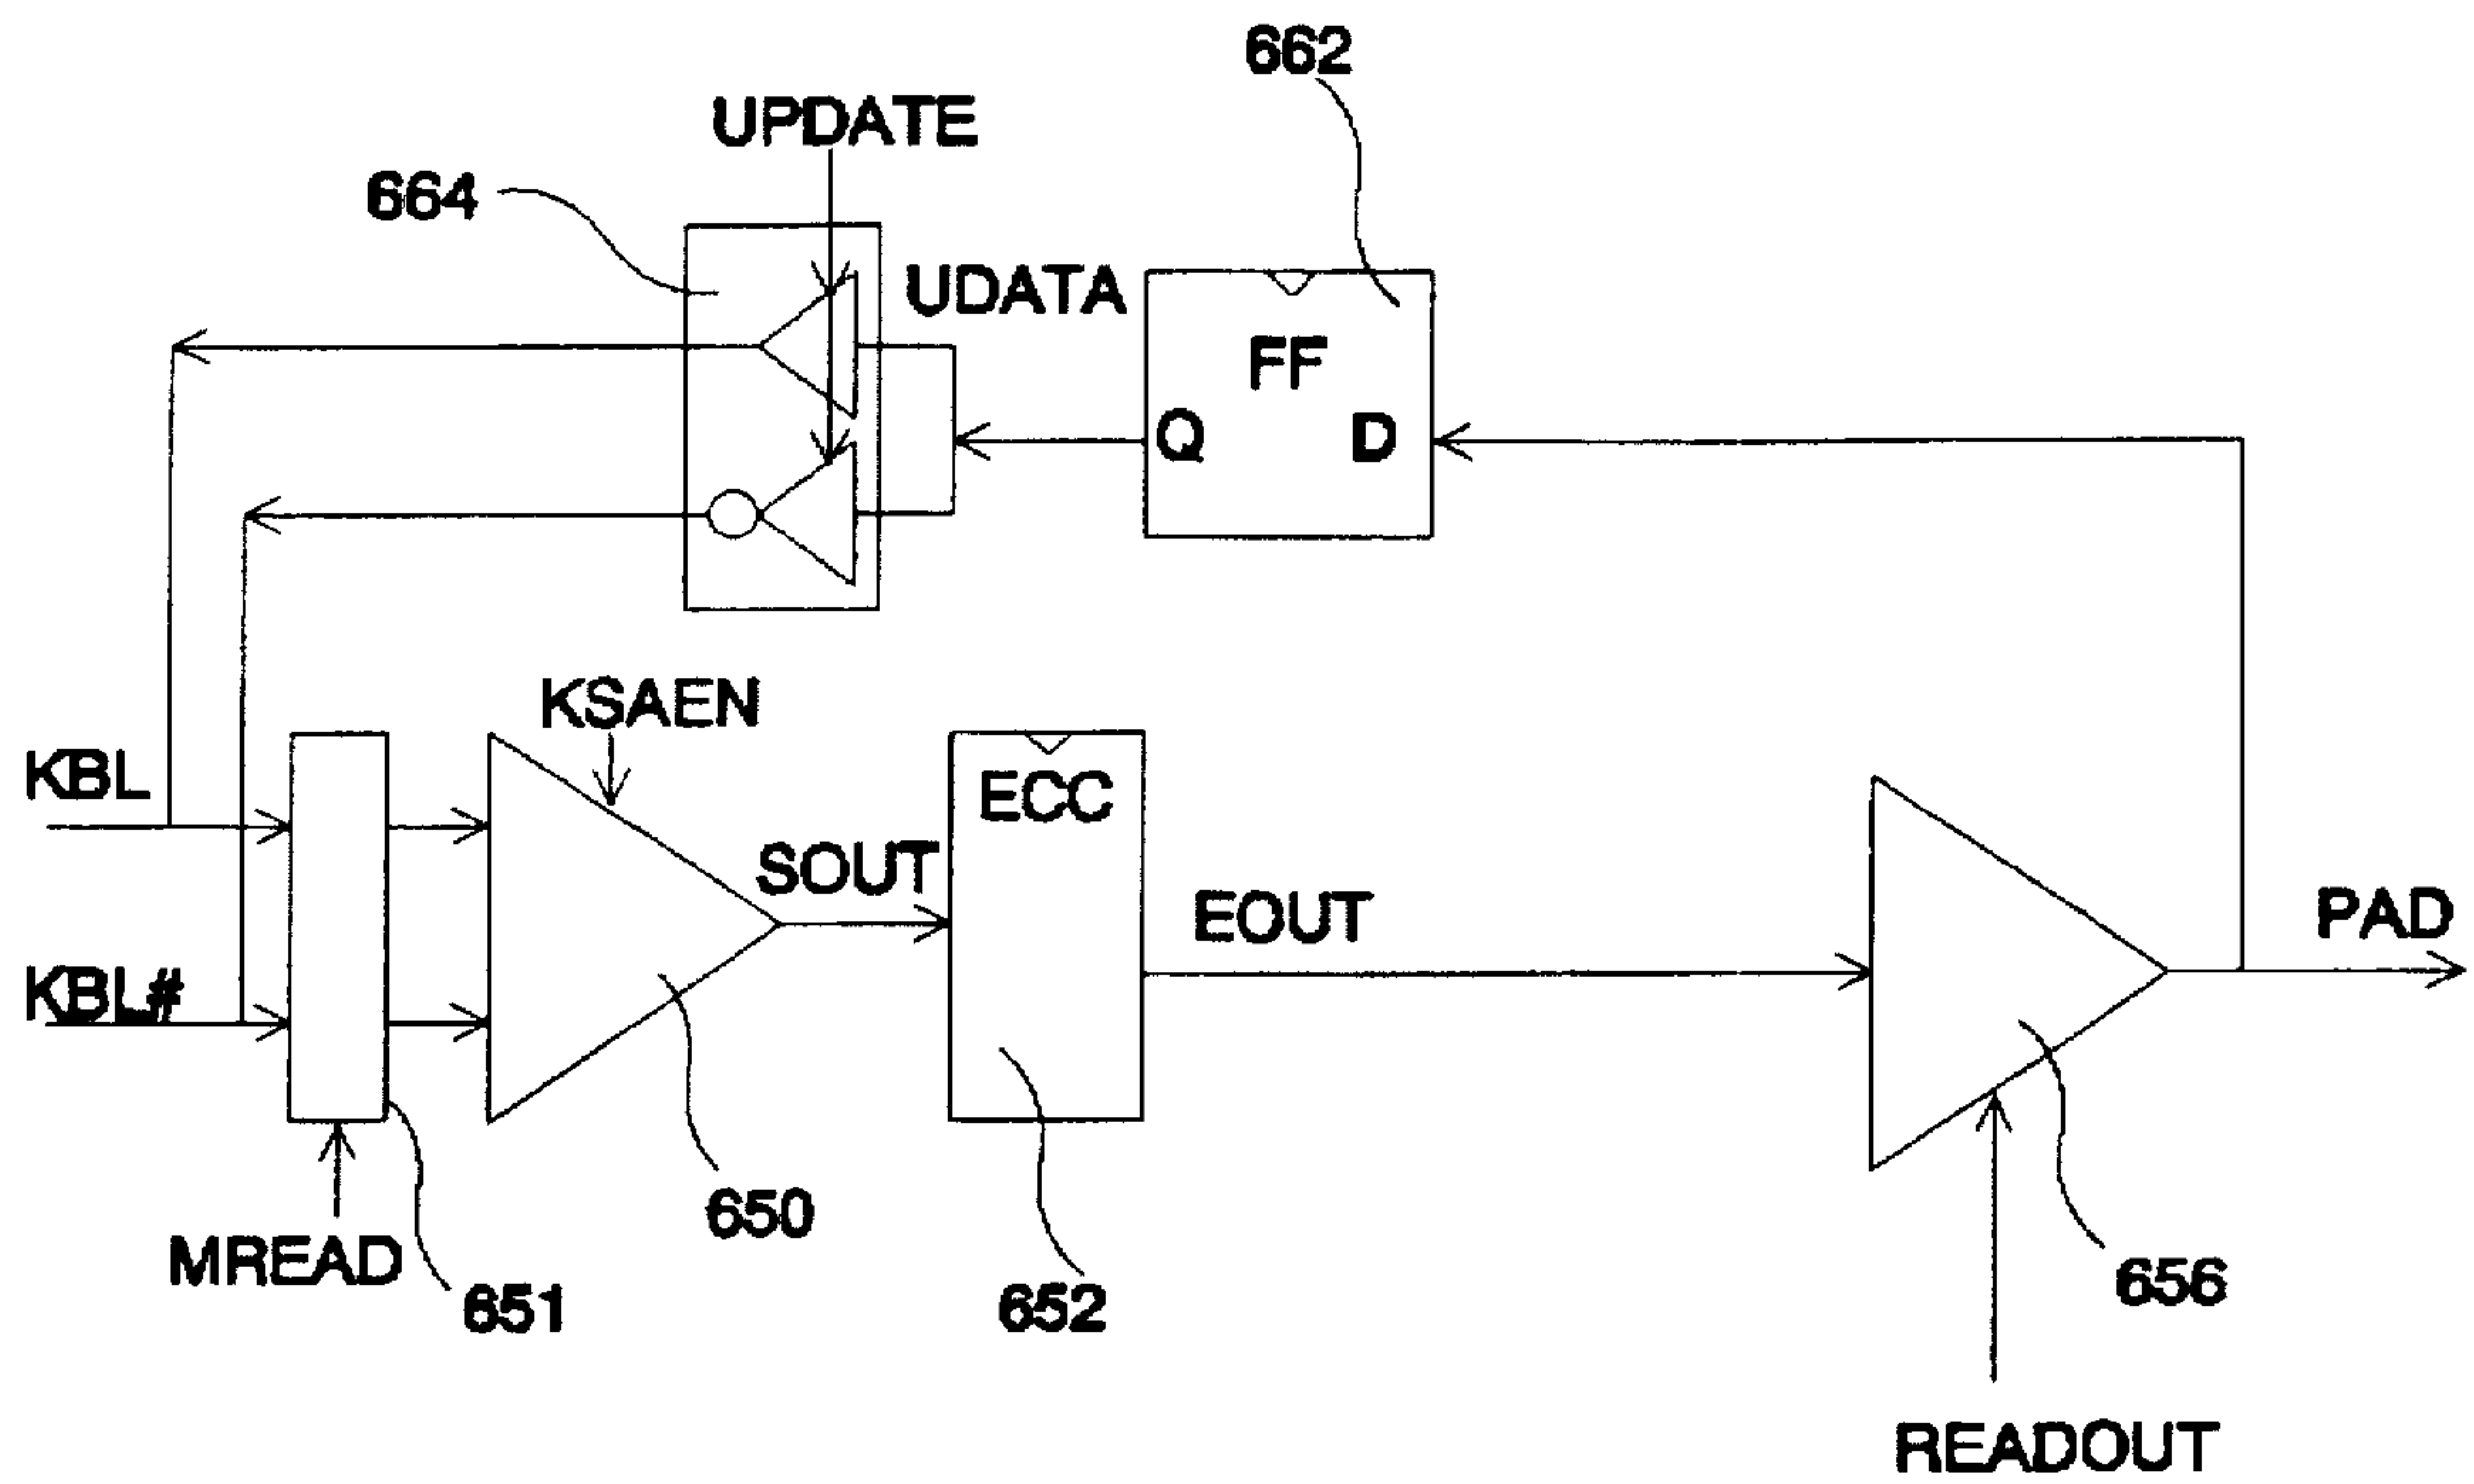 662
UPDATE
664
UDATA
FF
Q
D
KSAEN
KBL
ECC
SOUT
EOUT
PAD
KBL#
650
MREAD
651
652
656
READOUT